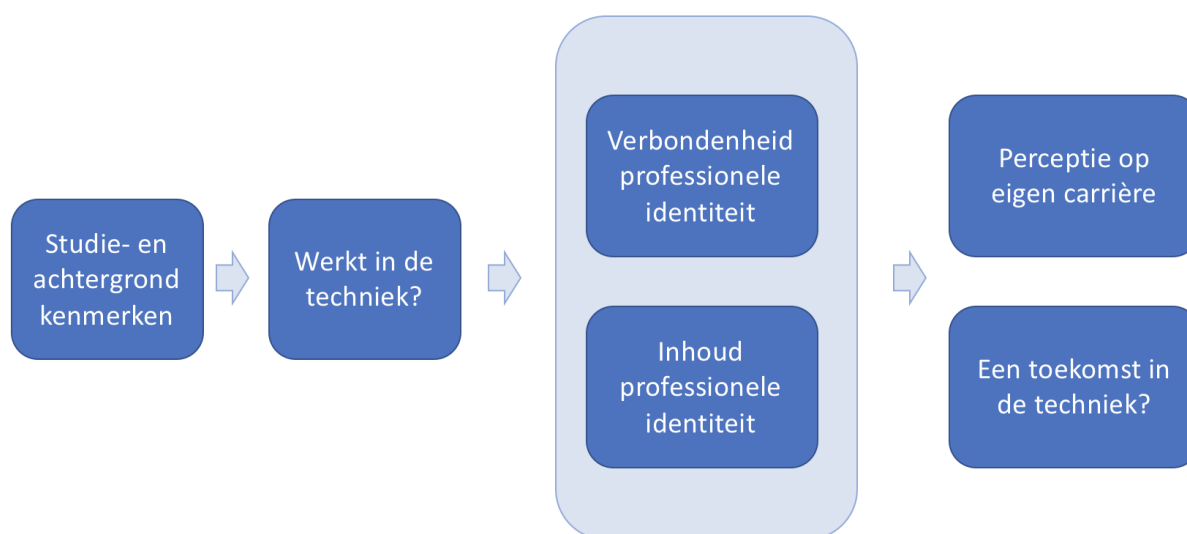 Studie- en
achtergrond
kenmerken
Werkt in de
techniek?
Verbondenheid
professionele
identiteit
Inhoud
professionele
identiteit
Perceptie op
eigen carrière
Een toekomst in
de techniek?